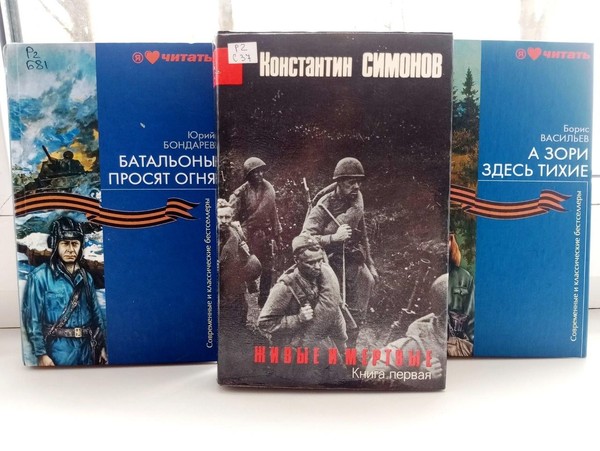 Р2
Б81
я читать
Юрий
БОНДАРЕВ
БАТАЛЬОНЫ
ПРОСЯТ ОГНЯ
Современные и классические бестселлеры
Р2
С37
Константин СИМОНОВ
ЖИВЫЕ И МЕРТВЫЕ
Книга первая
я читать
Борис
ВАСИЛЬЕВ
А ЗОРИ
ЗДЕСЬ ТИХИЕ
Современные и классические бестселлеры